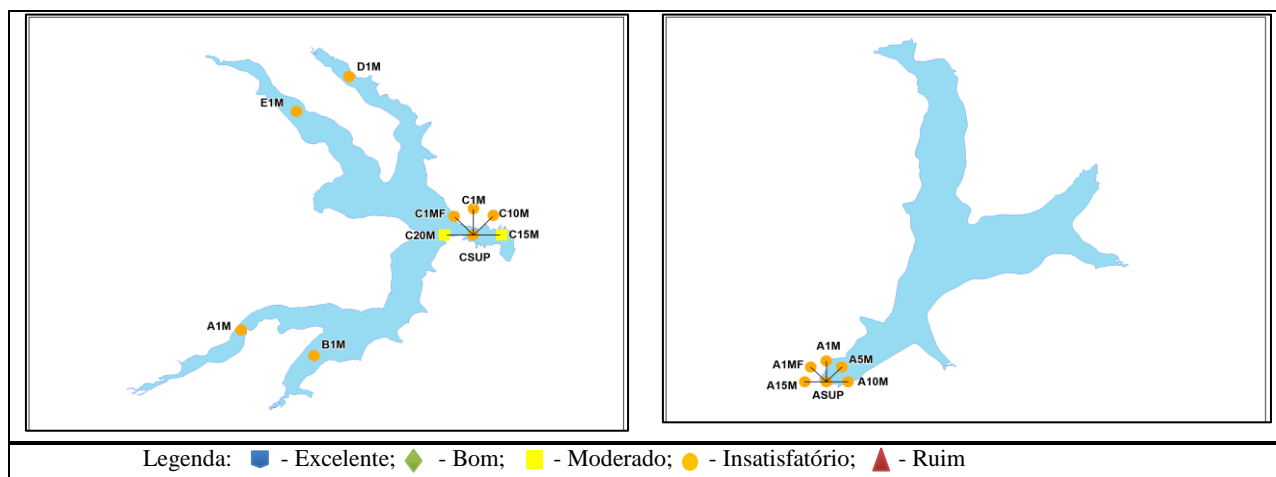 D1M
E1M
C1M
C1MF
C10M
C20M
C15M
CSUP
A1M
B1M
A1M
A1MF
A5M
A15M
A10M
ASUP
Legenda: - Excelente; - Bom; - Moderado; - Insatisfatório; - Ruim